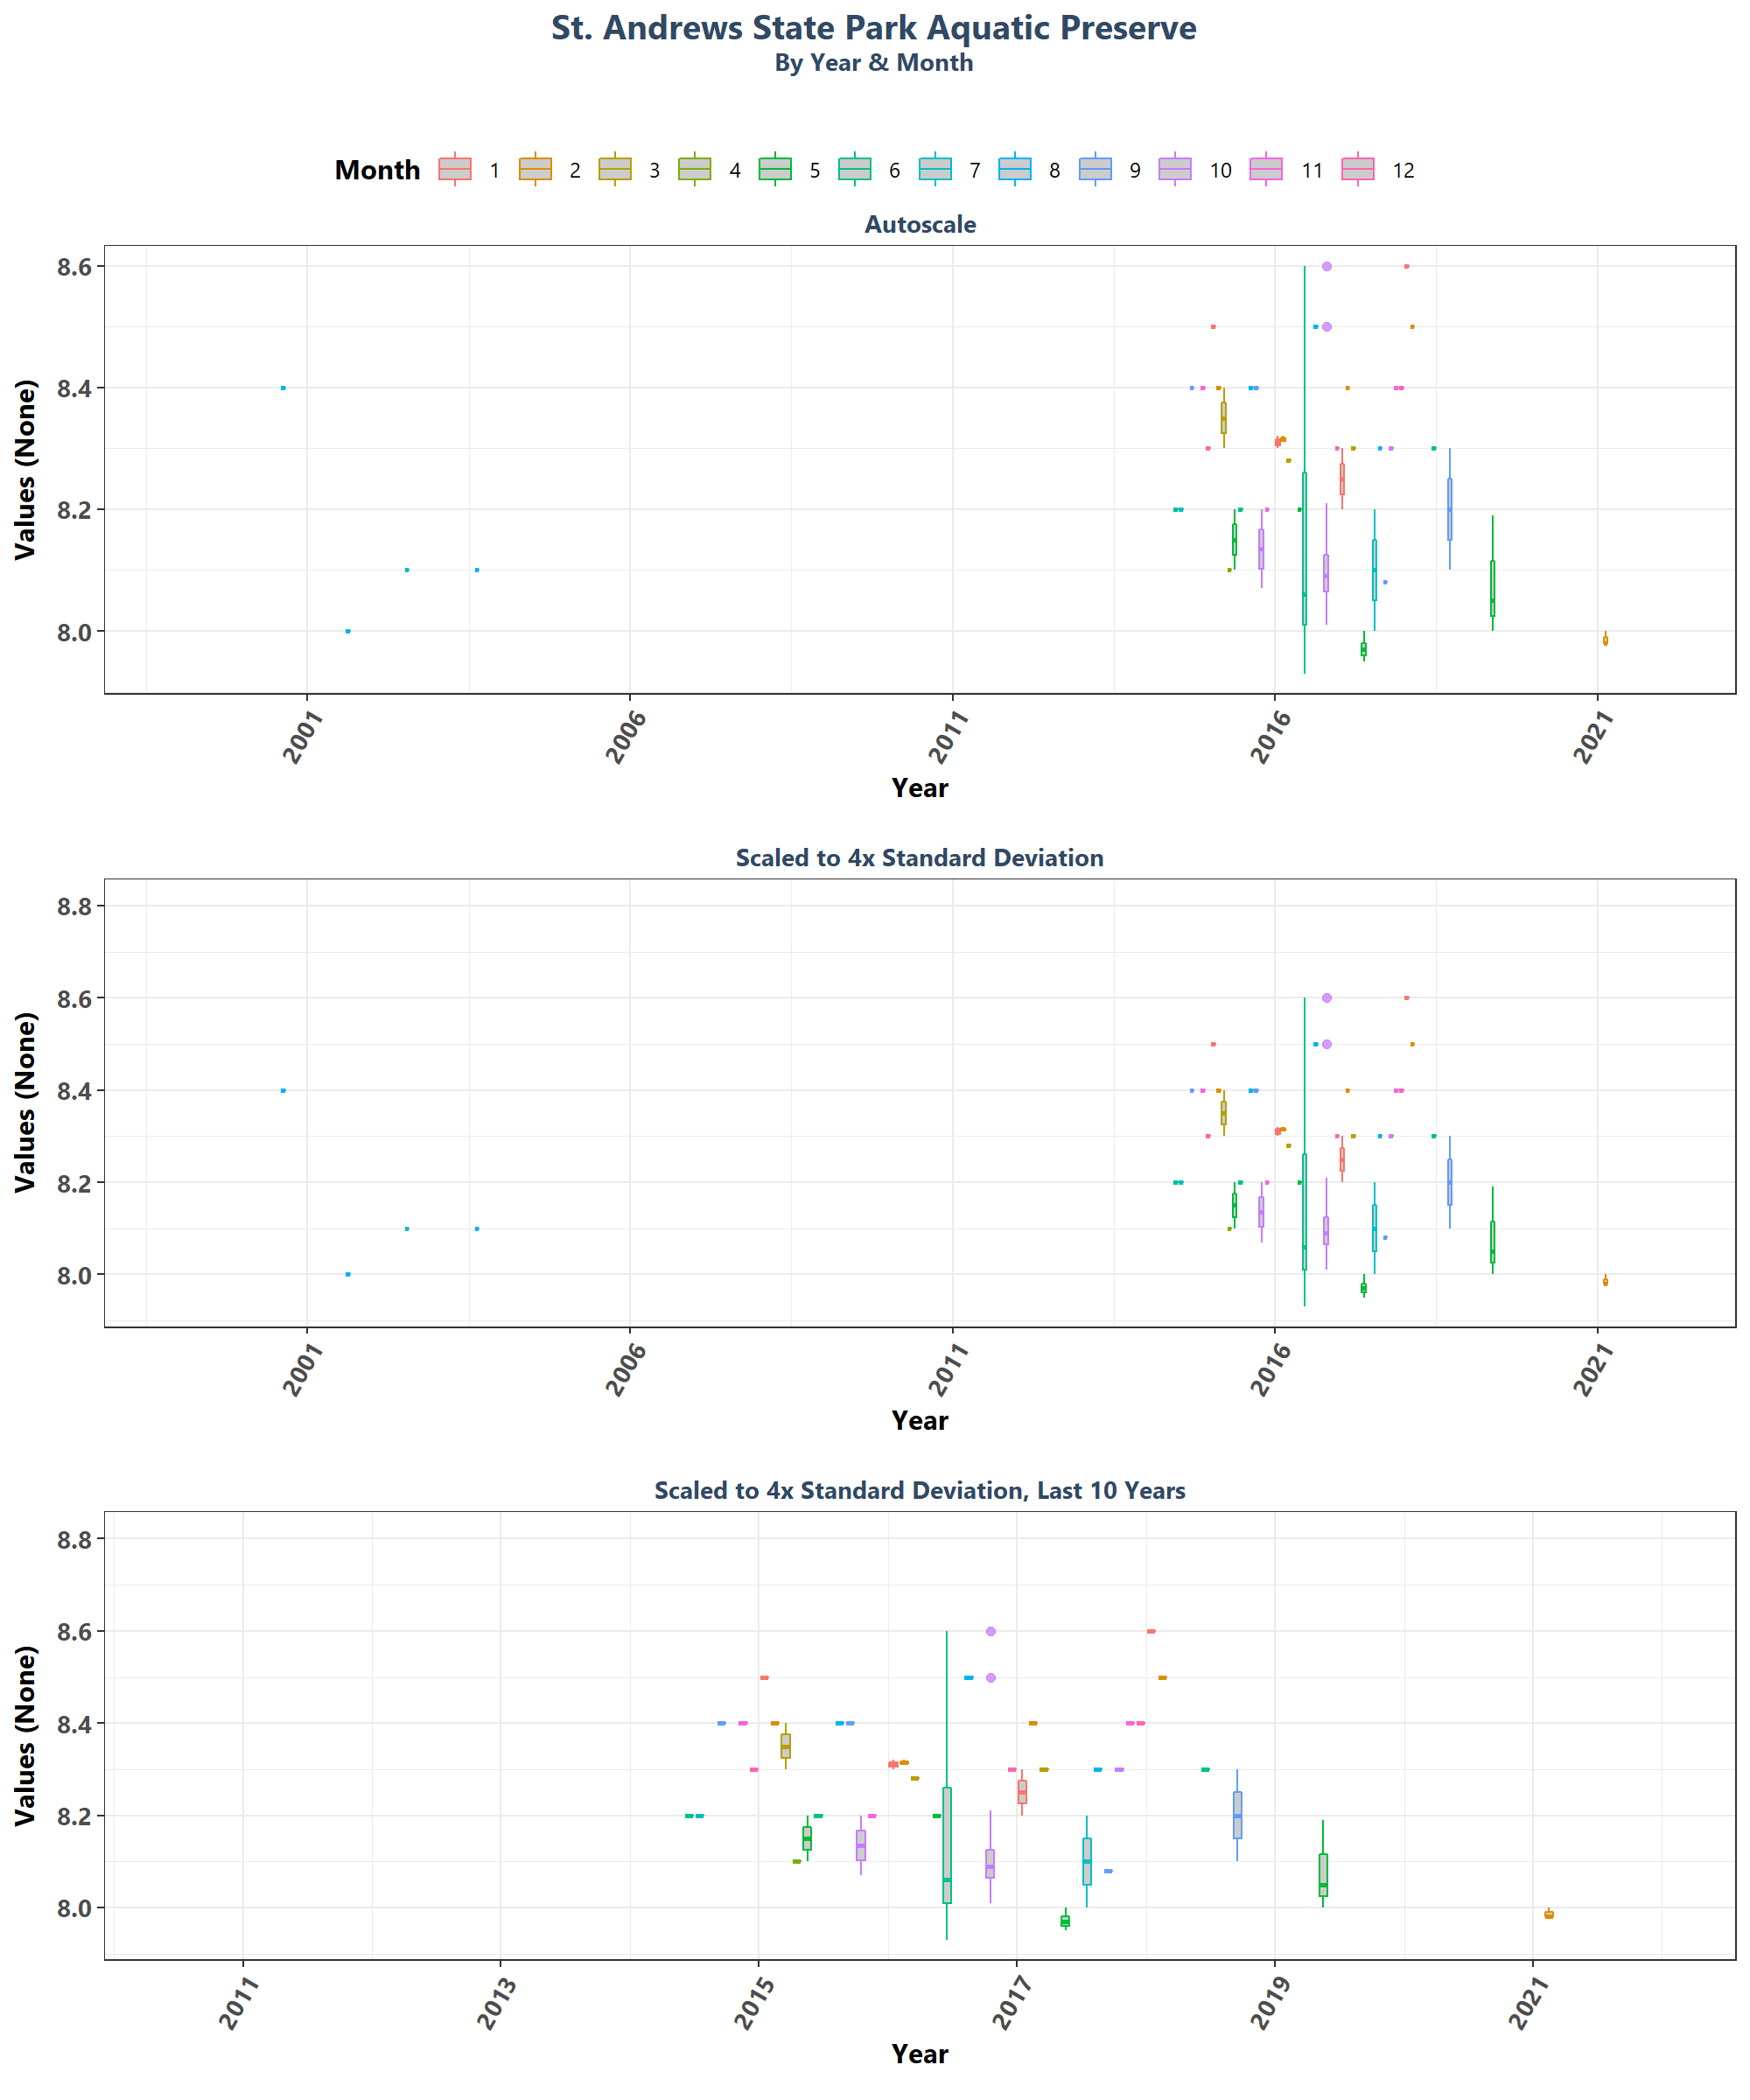 St. Andrews State Park Aquatic Preserve
By Year & Month
Month 1 2 3 4 5 6 7 8 9 10 11 12
Autoscale
Values (None)
8.6
8.4
8.2
8.0
2001 2006 2011 2016 2021
Year
Scaled to 4x Standard Deviation
Values (None)
8.8
8.6
8.4
8.2
8.0
2001 2006 2011 2016 2021
Year
Scaled to 4x Standard Deviation, Last 10 Years
Values (None)
8.8
8.6
8.4
8.2
8.0
2011 2013 2015 2017 2019 2021
Year